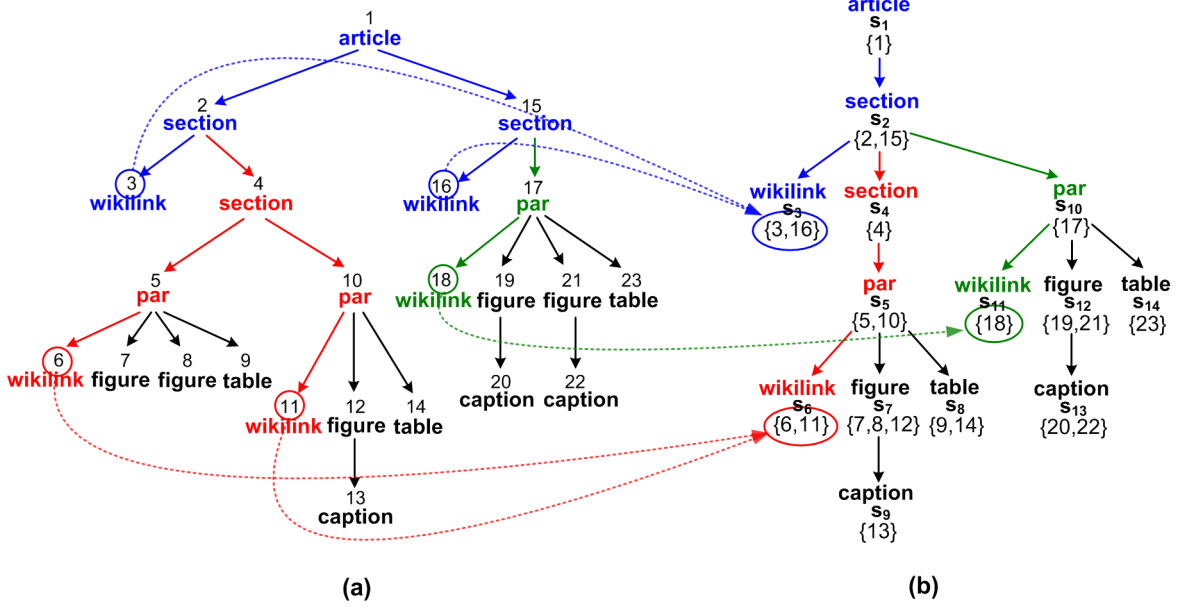 1
article
2
section
15
section
3
wikilink
4
section
16
wikilink
17
par
5
par
10
par
18
wikilink
19
figure
21
figure
23
table
6
wikilink
7
figure
8
figure
9
table
11
wikilink
12
figure
14
table
20
caption
22
caption
13
caption
(a)
article
s1
{1}
section
s2
{2,15}
wikilink
s3
{3,16}
section
s4
{4}
par
s10
{17}
par
s5
{5,10}
wikilink
s11
{18}
figure
s12
{19,21}
table
s14
{23}
wikilink
s6
{6,11}
figure
s7
{7,8,12}
table
s8
{9,14}
caption
s13
{20,22}
caption
s9
{13}
(b)